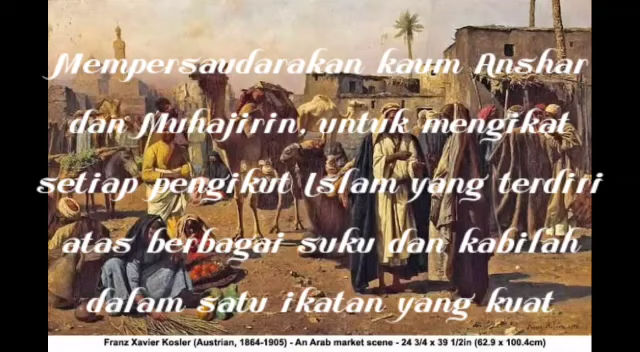 Mempersaudarakan kaum Anshar
dan Muhajirin, untuk mengikat
setiap pengikut Islam yang terdiri
atas berbagai suku dan kabilah
dalam satu ikatan yang kuat
Franz Xavier Kosler (Austrian, 1864-1905) - An Arab market scene - 24 3/4 x 39 1/2in (62.9 x 100.4cm)